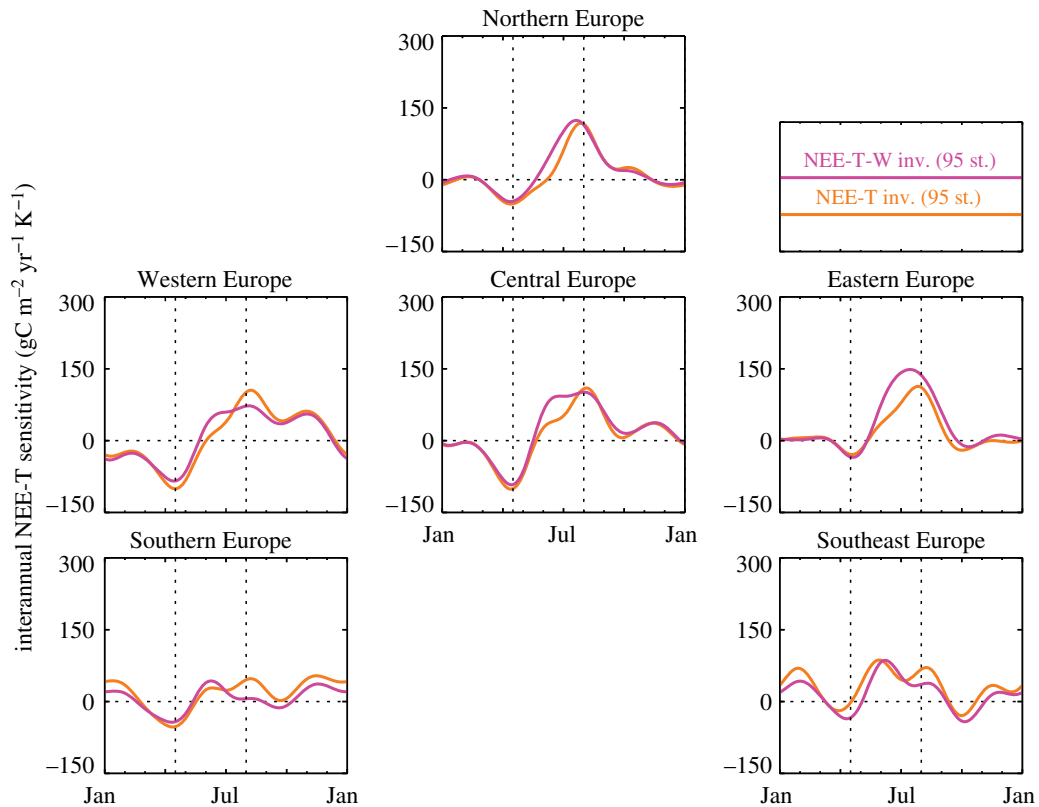 Northern Europe
300
150
0
−150
NEE-T-W inv. (95 st.)
NEE-T inv. (95 st.)
interannual NEE-T sensitivity (gC m⁻² yr⁻¹ K⁻¹)
Western Europe
300
150
0
−150
Central Europe
300
150
0
−150
Jan
Jul
Jan
Eastern Europe
300
150
0
−150
Southern Europe
300
150
0
−150
Jan
Jul
Jan
Southeast Europe
300
150
0
−150
Jan
Jul
Jan